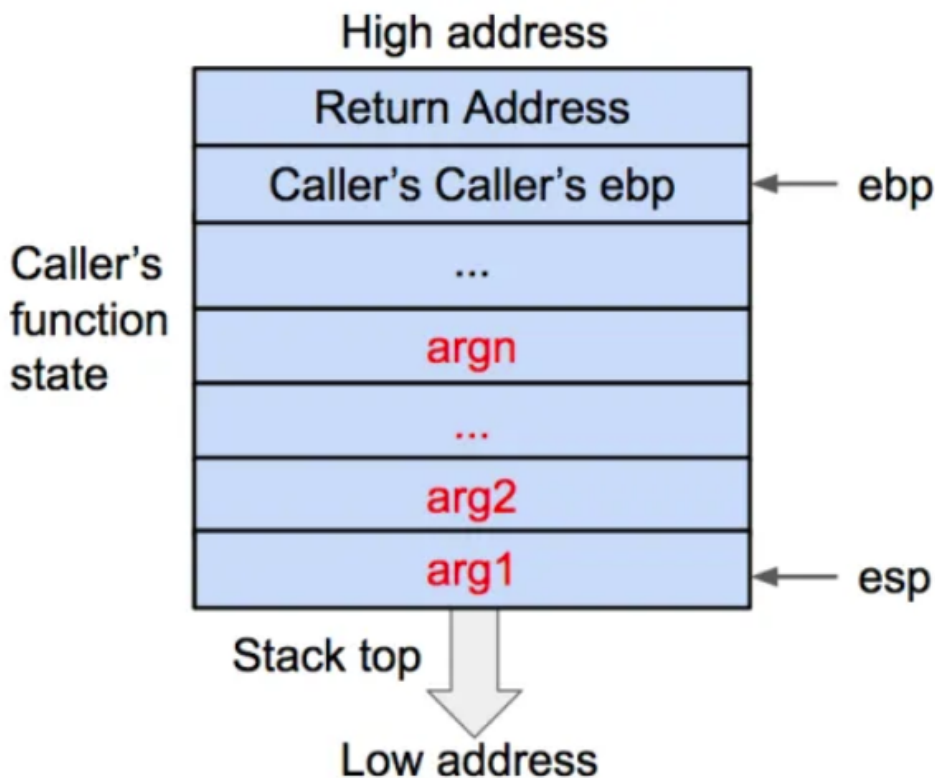 High address
Return Address
Caller's Caller's ebp
ebp
...
Caller's
function
state
argn
...
arg2
arg1
esp
Stack top
Low address